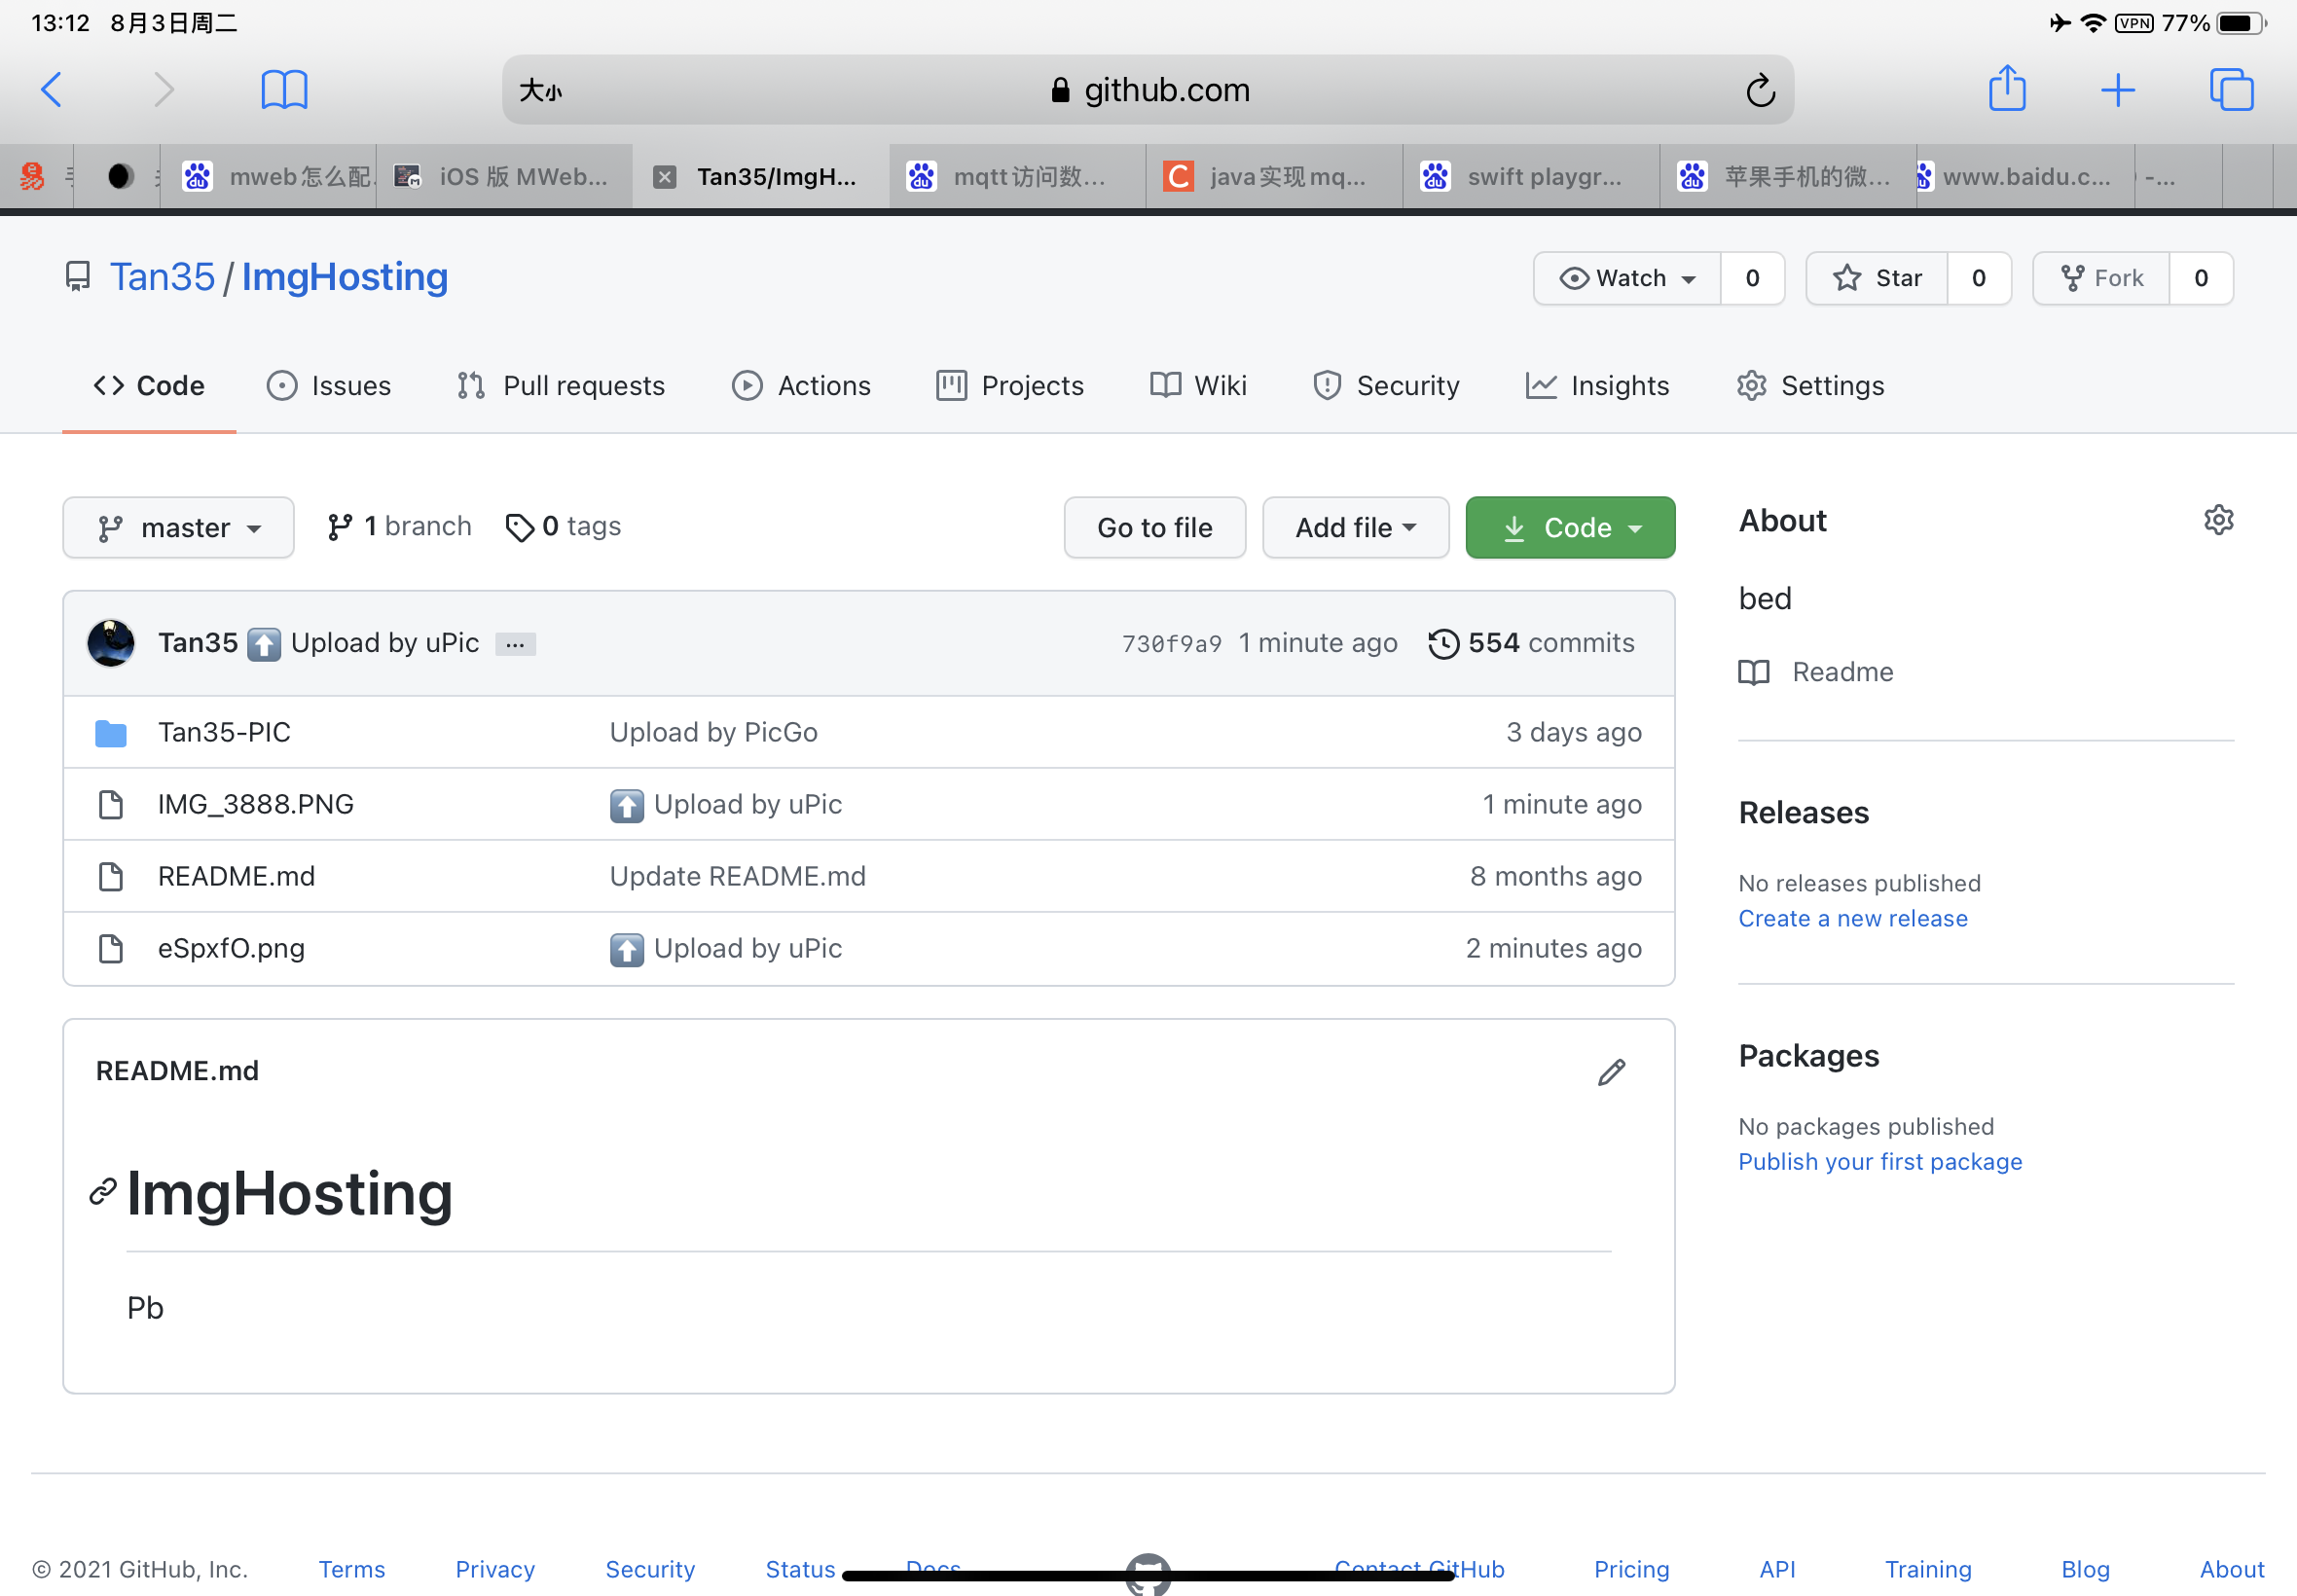 13:12 8月3日周二 VPN 77%
大小 github.com
mweb怎么配. iOS 版 MWeb... Tan35/ImgH... mqtt访问数... java实现mq... swift playgr... 苹果手机的微... www.baidu.c... -...
Tan35 / ImgHosting
Watch 0 Star 0 Fork 0
Code Issues Pull requests Actions Projects Wiki Security Insights Settings
master 1 branch 0 tags Go to file Add file Code
Tan35 Upload by uPic ... 730f9a9 1 minute ago 554 commits
Tan35-PIC Upload by PicGo 3 days ago
IMG_3888.PNG Upload by uPic 1 minute ago
README.md Update README.md 8 months ago
eSpxfO.png Upload by uPic 2 minutes ago
README.md
ImgHosting
Pb
About
bed
Readme
Releases
No releases published
Create a new release
Packages
No packages published
Publish your first package
© 2021 GitHub, Inc. Terms Privacy Security Status Docs Contact GitHub Pricing API Training Blog About